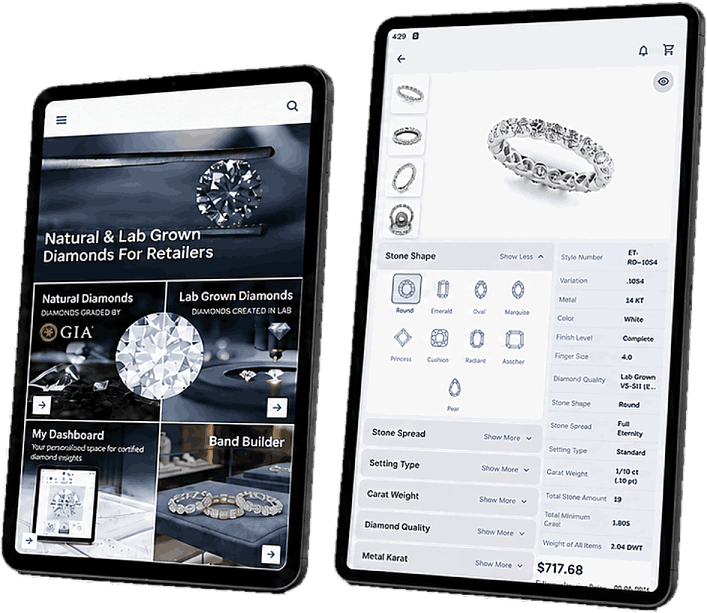 Natural & Lab Grown
Diamonds For Retailers
Natural Diamonds
DIAMONDS GRADED BY
GIA
Lab Grown Diamonds
DIAMONDS CREATED IN LAB
My Dashboard
Your personalised space for certified
diamond insights
Band Builder
429
Stone Shape
Show Less
Round
Emerald
Oval
Marquise
Princess
Cushion
Radiant
Asscher
Pear
Stone Spread
Show More
Setting Type
Show More
Carat Weight
Show More
Diamond Quality
Show More
Metal Karat
Show More
Style Number
ET-
RD-1054
Variation
.1054
Metal
14 KT
Color
White
Finish Level
Complete
Finger Size
4.0
Diamond Quality
Lab Grown
VS-SI1 (E...
Stone Shape
Round
Stone Spread
Full
Eternity
Setting Type
Standard
Carat Weight
1/10 ct
(.10 pt)
Total Stone Amount
19
Total Minimum
1.805
Weight of All Items
2.04 DWT
$717.68